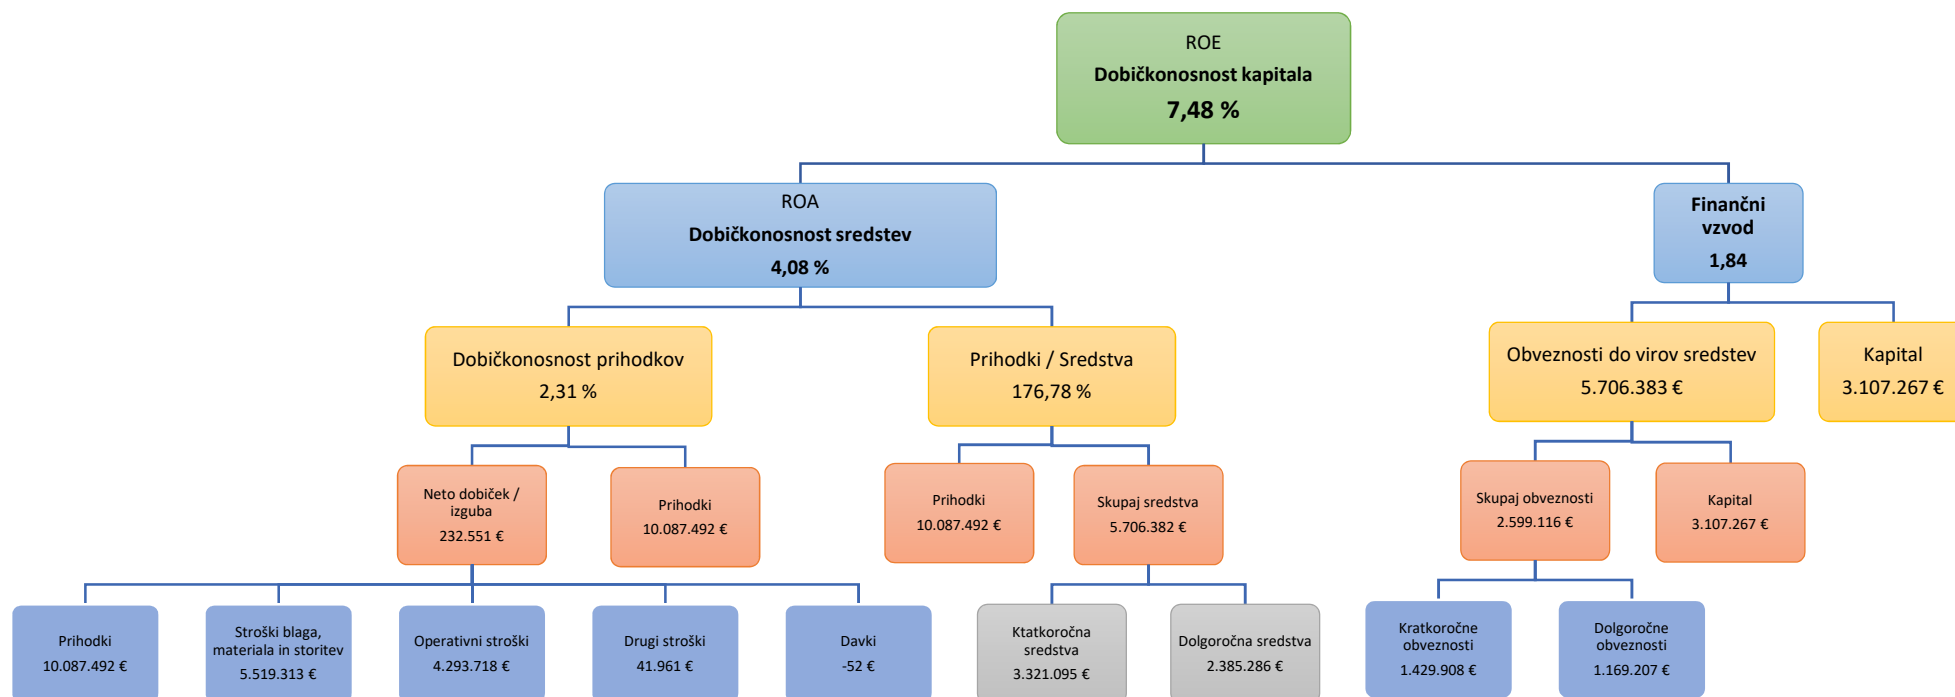 ROE
Dobičkonosnost kapitala
7,48 %
ROA
Dobičkonosnost sredstev
4,08 %
Finančni
vzvod
1,84
Dobičkonosnost prihodkov
2,31 %
Prihodki / Sredstva
176,78 %
Obveznosti do virov sredstev
5.706.383 €
Kapital
3.107.267 €
Neto dobiček /
izguba
232.551 €
Prihodki
10.087.492 €
Prihodki
10.087.492 €
Skupaj sredstva
5.706.382 €
Skupaj obveznosti
2.599.116 €
Kapital
3.107.267 €
Prihodki
10.087.492 €
Stroški blaga,
materiala in storitev
5.519.313 €
Operativni stroški
4.293.718 €
Drugi stroški
41.961 €
Davki
-52 €
Ktatkoročna
sredstva
3.321.095 €
Dolgoročna sredstva
2.385.286 €
Kratkoročne
obveznosti
1.429.908 €
Dolgoročne
obveznosti
1.169.207 €